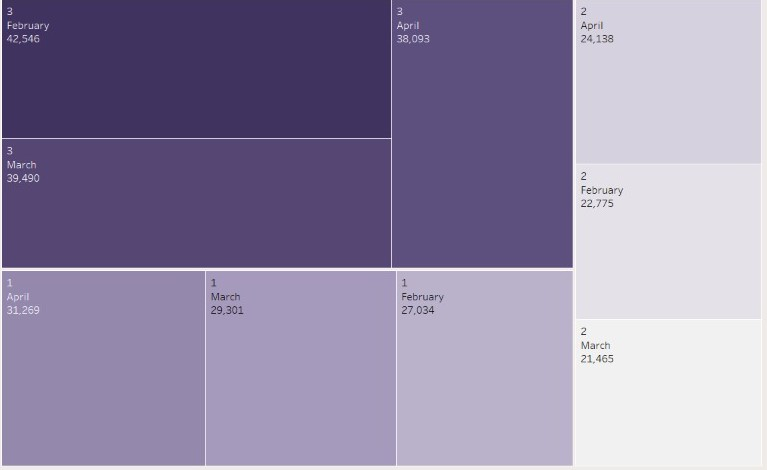 3
February
42,546
3
April
38,093
2
April
24,138
3
March
39,490
2
February
22,775
1
April
31,269
1
March
29,301
1
February
27,034
2
March
21,465